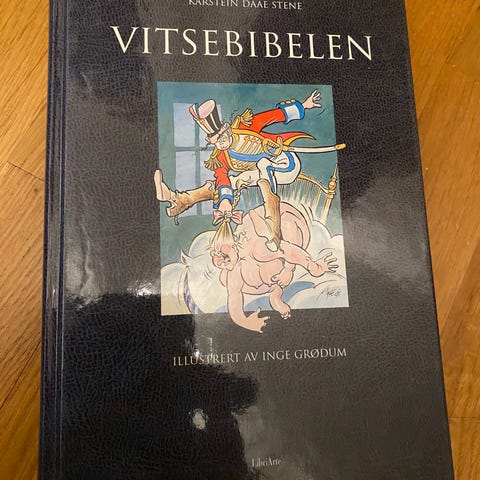 KARSTEIN DAAE STENE
VITSEBIBELEN
ILLUSTRERT AV INGE GRØDUM
LibriArte